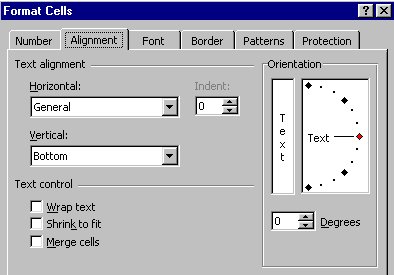 Format Cells
Number Alignment Font Border Patterns Protection
Text alignment
Horizontal: Indent:
General 0
Vertical:
Bottom
Text control
Wrap text
Shrink to fit
Merge cells
Orientation
Text
Text
0 Degrees